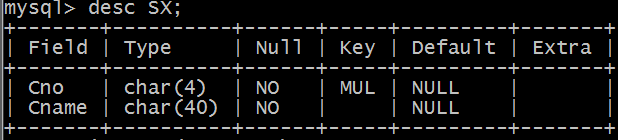 mysql> desc SX;
+-------+----------+------+-----+---------+-------+
| Field | Type     | Null | Key | Default | Extra |
+-------+----------+------+-----+---------+-------+
| Cno   | char(4)  | NO   | MUL | NULL    |       |
| Cname | char(40) | NO   |     | NULL    |       |
+-------+----------+------+-----+---------+-------+